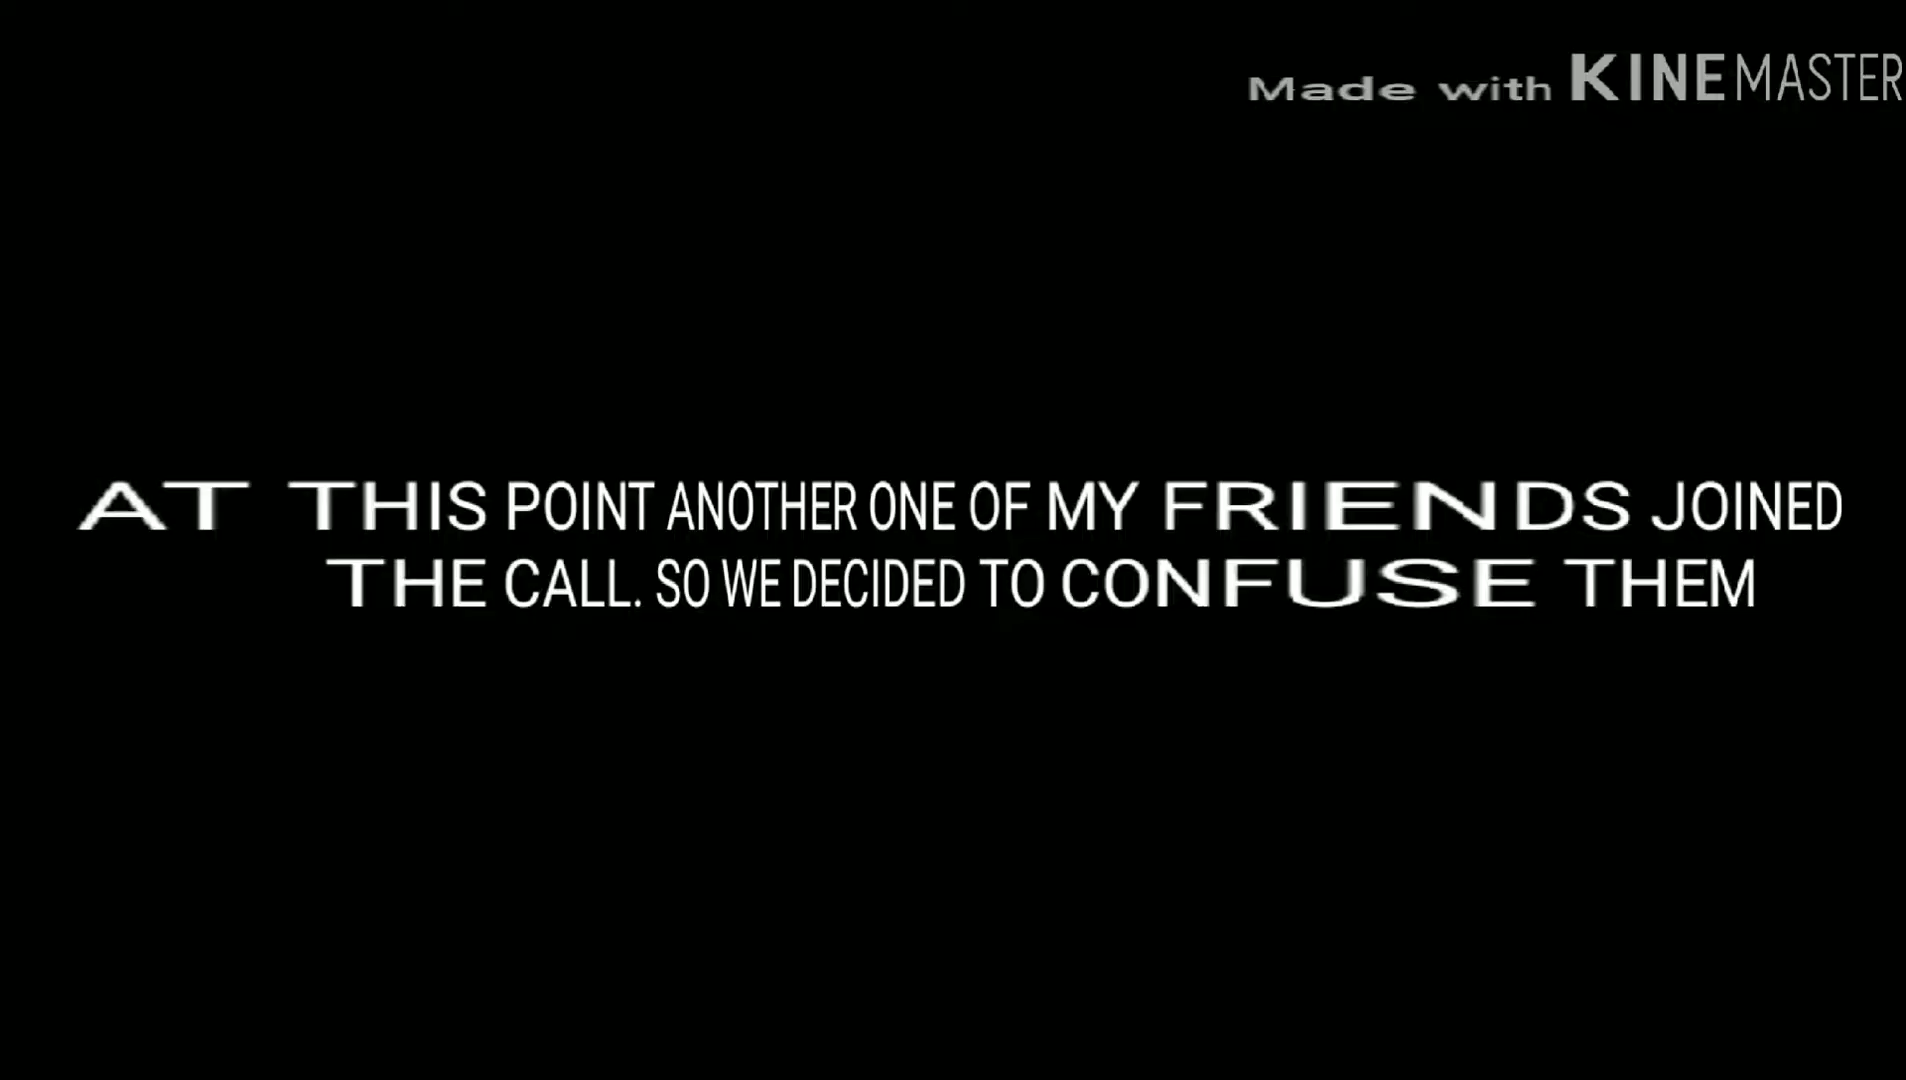 Made with KINEMASTER
AT THIS POINT ANOTHER ONE OF MY FRIENDS JOINED
THE CALL. SO WE DECIDED TO CONFUSE THEM